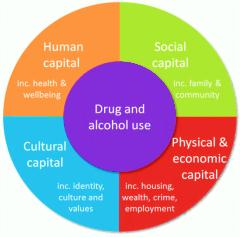 Human
capital
inc. health &
wellbeing
Social
capital
inc. family &
community
Drug and
alcohol use
Cultural
capital
inc. identity,
culture and
values
Physical &
economic
capital
inc. housing,
wealth, crime,
employment